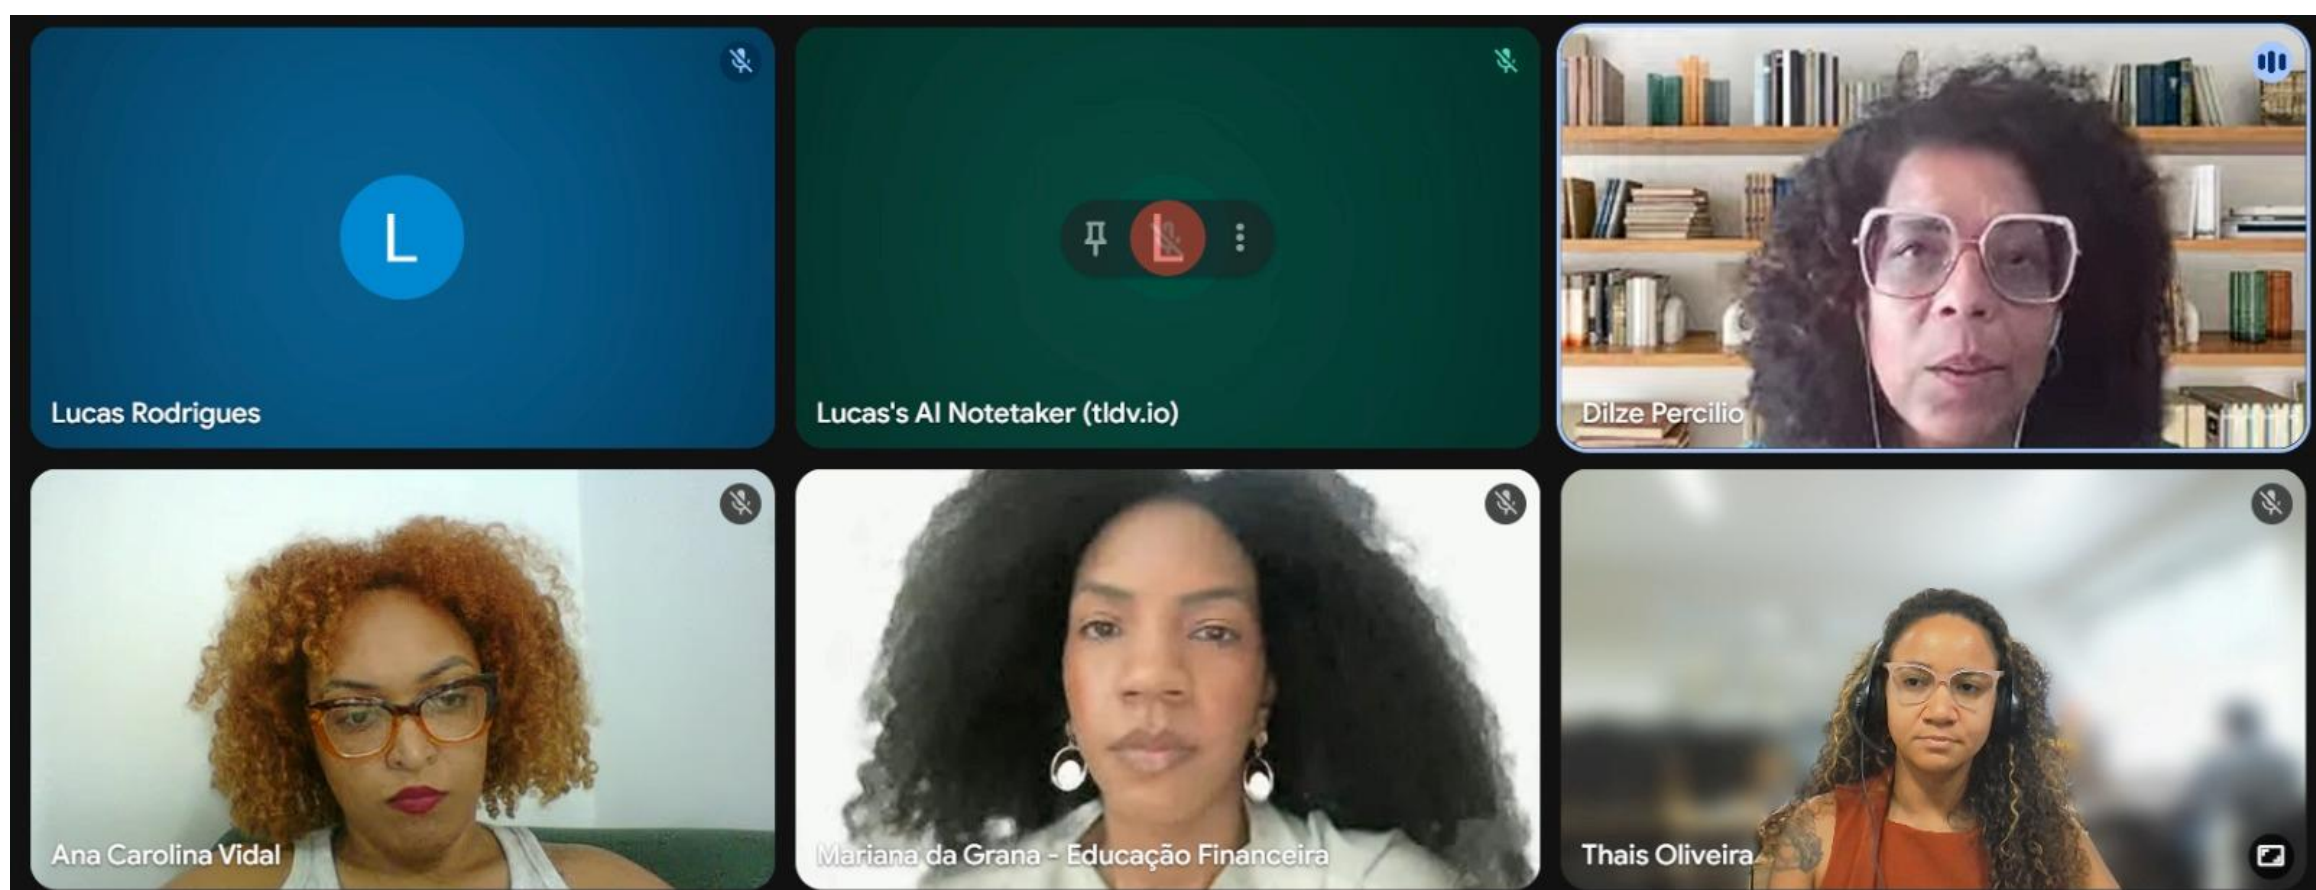 L
Lucas Rodrigues
L
Lucas's AI Notetaker (tldv.io)
Dilze Percilio
Ana Carolina Vidal
Mariana da Grana - Educação Financeira
Thais Oliveira